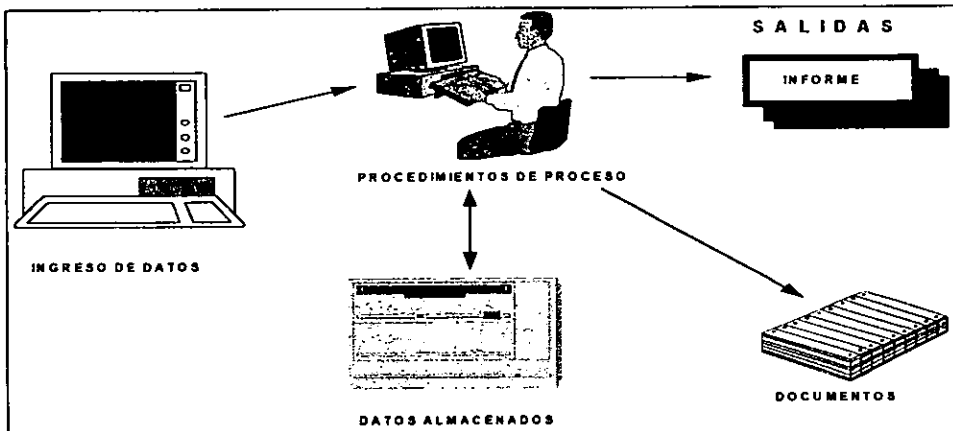 SALIDAS
INFORME
PROCEDIMIENTOS DE PROCESO
INGRESO DE DATOS
DATOS ALMACENADOS
DOCUMENTOS